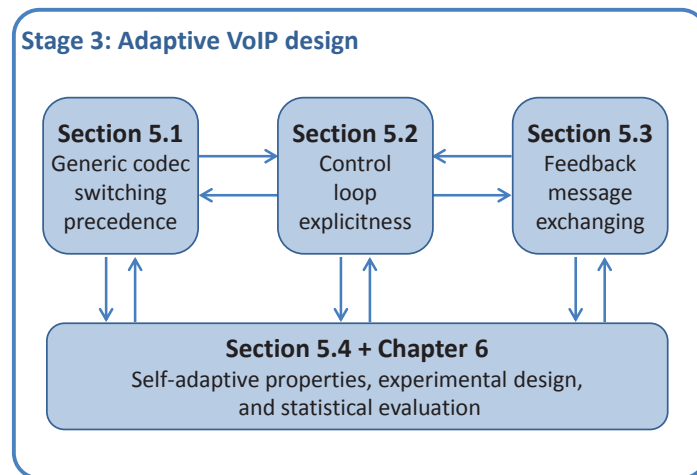 Stage 3: Adaptive VoIP design
Section 5.1
Generic codec
switching
precedence
Section 5.2
Control
loop
explicitness
Section 5.3
Feedback
message
exchanging
Section 5.4 + Chapter 6
Self-adaptive properties, experimental design,
and statistical evaluation